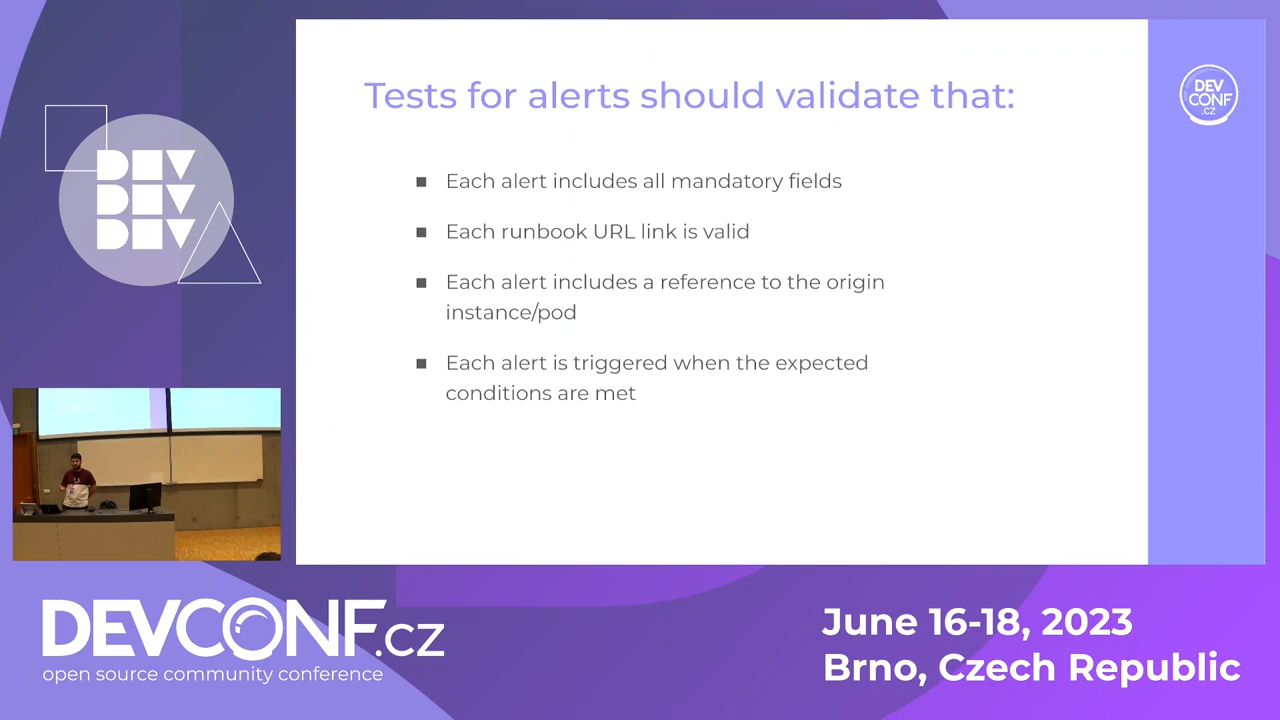 Tests for alerts should validate that:
DEV
CONF
.CZ
DEV
DEV
DEV
■ Each alert includes all mandatory fields
■ Each runbook URL link is valid
■ Each alert includes a reference to the origin
instance/pod
■ Each alert is triggered when the expected
conditions are met
DEVCONF.CZ
open source community conference
June 16-18, 2023
Brno, Czech Republic